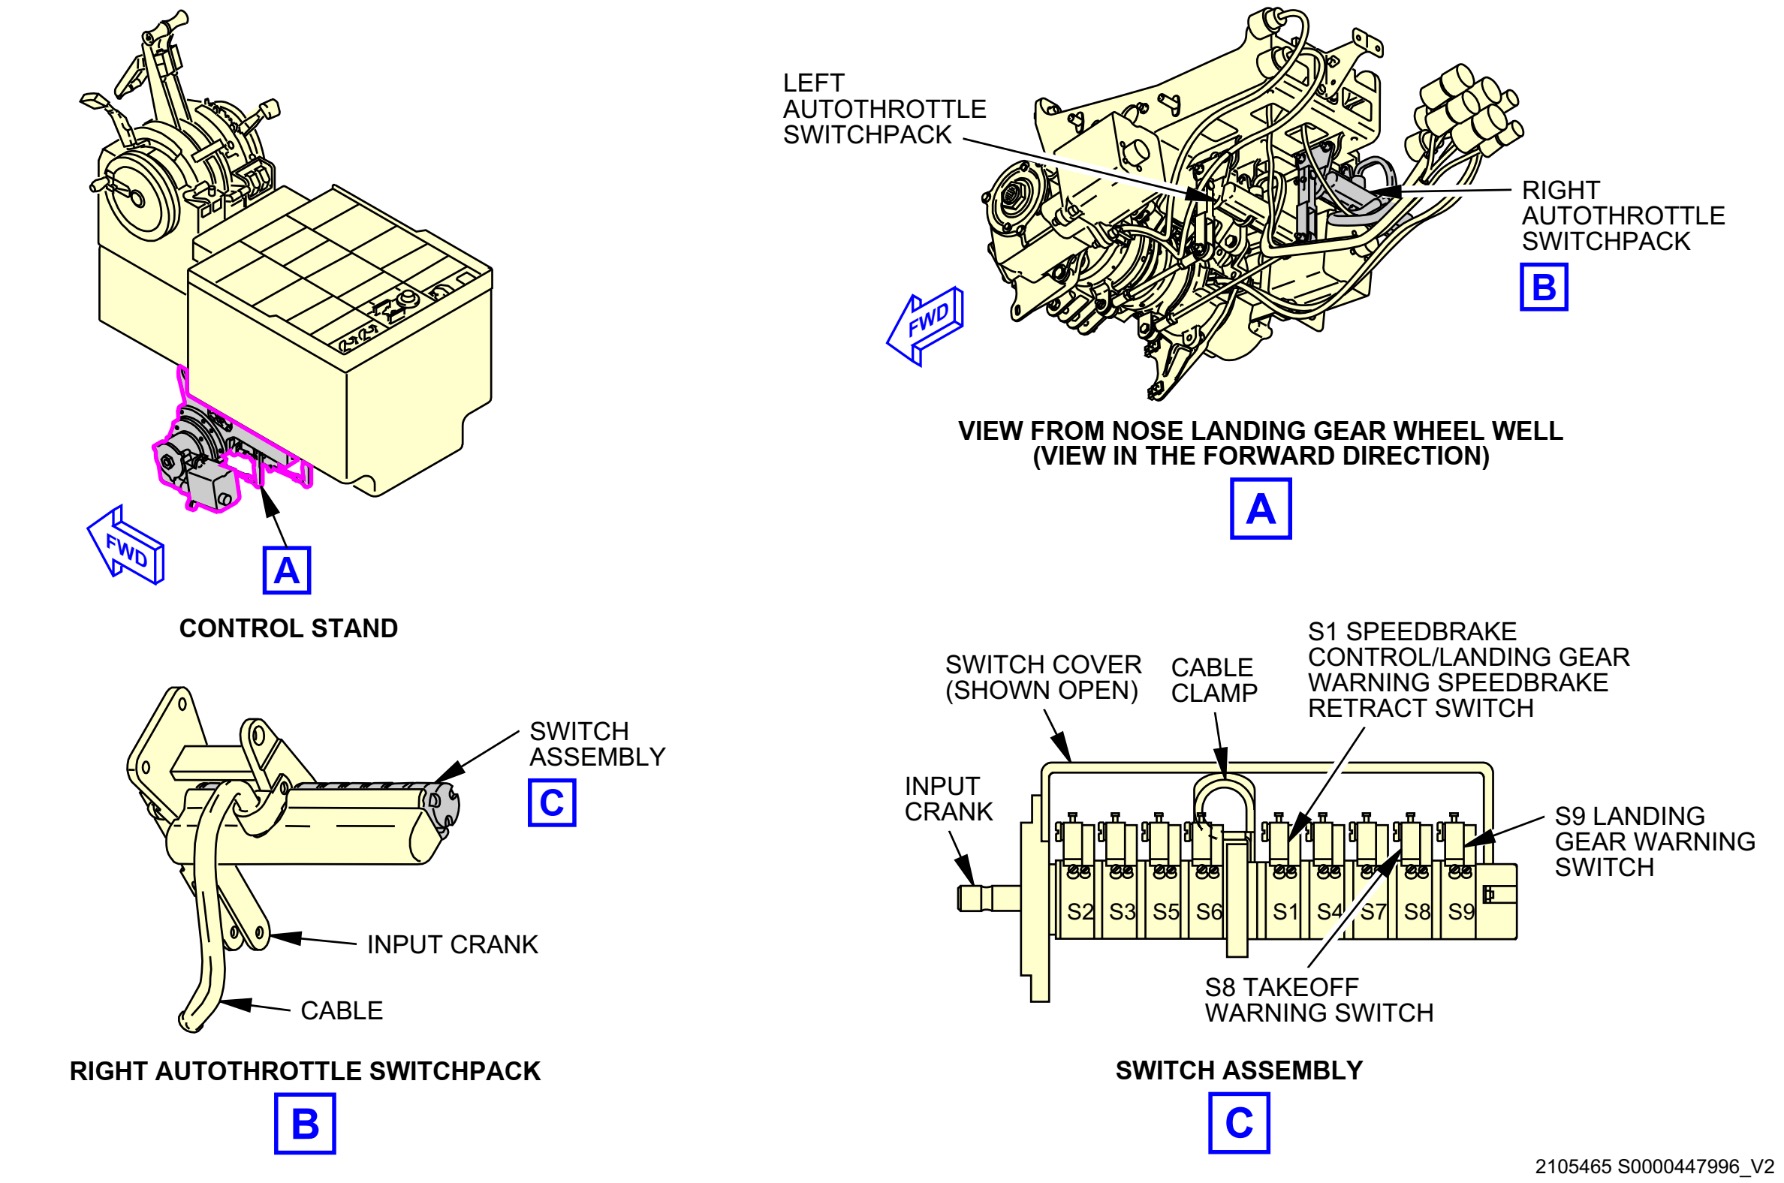 FWD
A
CONTROL STAND
LEFT
AUTOTHROTTLE
SWITCHPACK
RIGHT
AUTOTHROTTLE
SWITCHPACK
B
FWD
VIEW FROM NOSE LANDING GEAR WHEEL WELL
(VIEW IN THE FORWARD DIRECTION)
A
SWITCH
ASSEMBLY
C
INPUT CRANK
CABLE
RIGHT AUTOTHROTTLE SWITCHPACK
B
SWITCH COVER
(SHOWN OPEN)
CABLE
CLAMP
S1 SPEEDBRAKE
CONTROL/LANDING GEAR
WARNING SPEEDBRAKE
RETRACT SWITCH
INPUT
CRANK
S9 LANDING
GEAR WARNING
SWITCH
S2 S3 S5 S6 S1 S4 S7 S8 S9
S8 TAKEOFF
WARNING SWITCH
SWITCH ASSEMBLY
C
2105465 S0000447996_V2